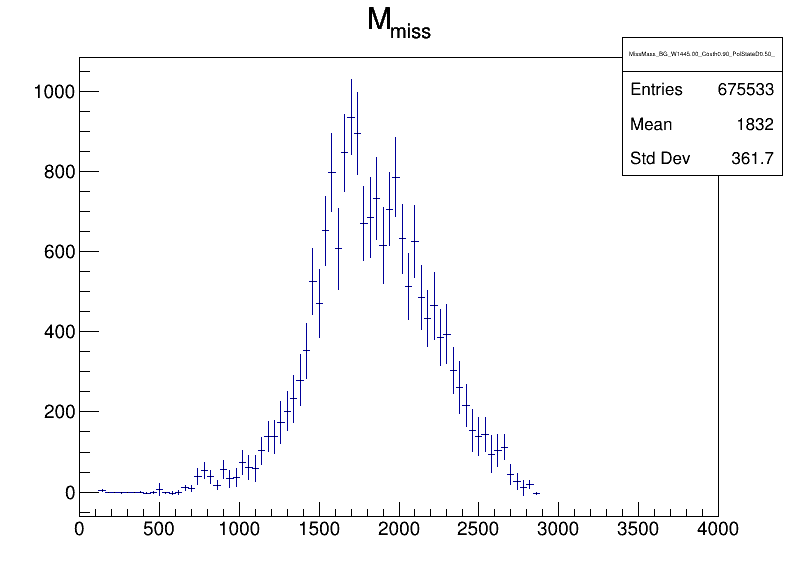 M_miss
MissMass_BG_W1445.00_Costh0.90_PolStateD0.50_
Entries 675533
Mean 1832
Std Dev 361.7
1000
800
600
400
200
0
0 500 1000 1500 2000 2500 3000 3500 4000